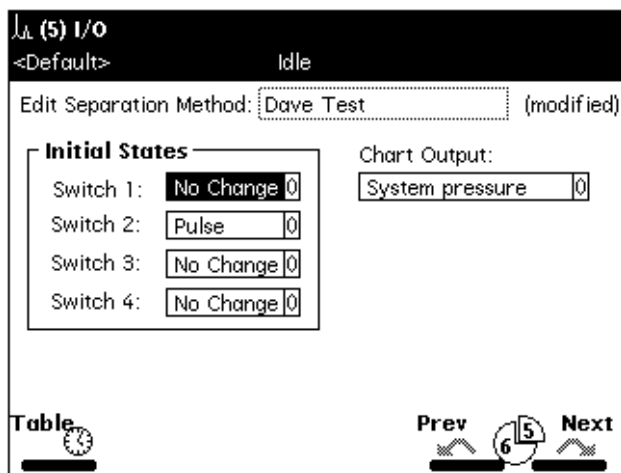 (5) I/O
<Default> Idle
Edit Separation Method: Dave Test (modified)
Initial States
Switch 1: No Change 0
Switch 2: Pulse 0
Switch 3: No Change 0
Switch 4: No Change 0
Chart Output:
System pressure 0
Table
Prev 6 5 Next